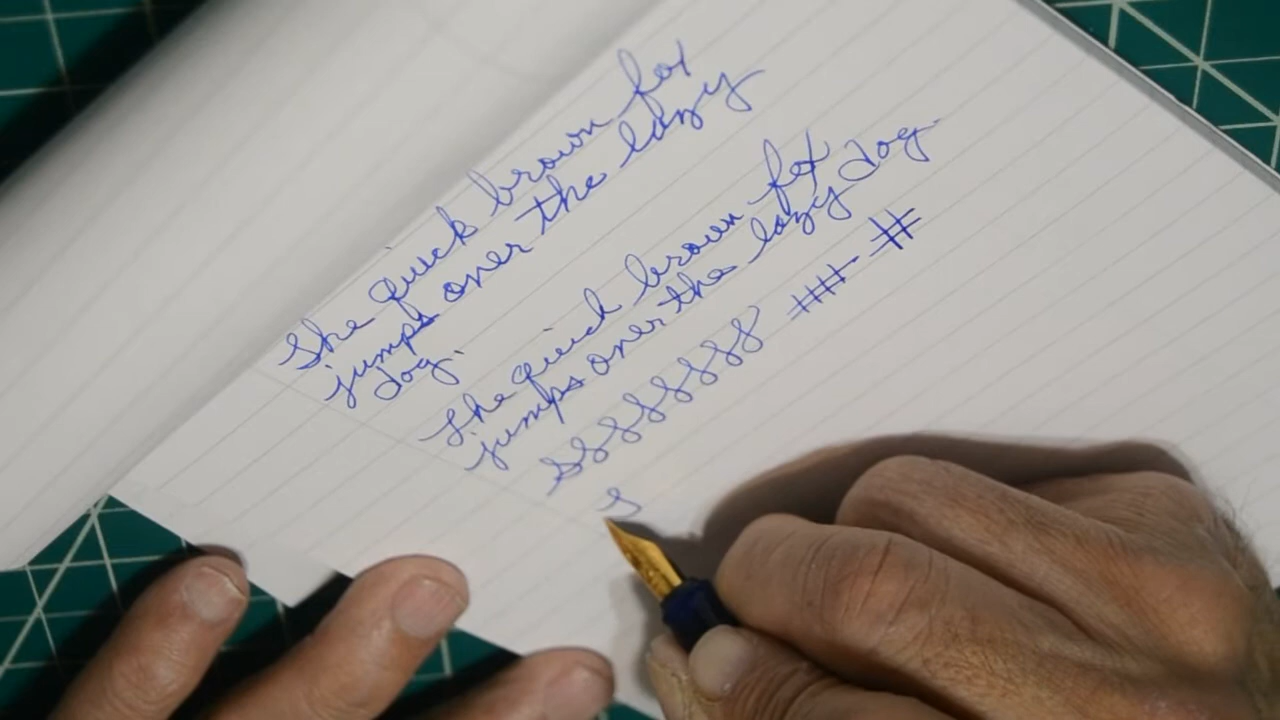 The quick brown fox
jumps over the lazy
dog.
The quick brown fox
jumps over the lazy dog.